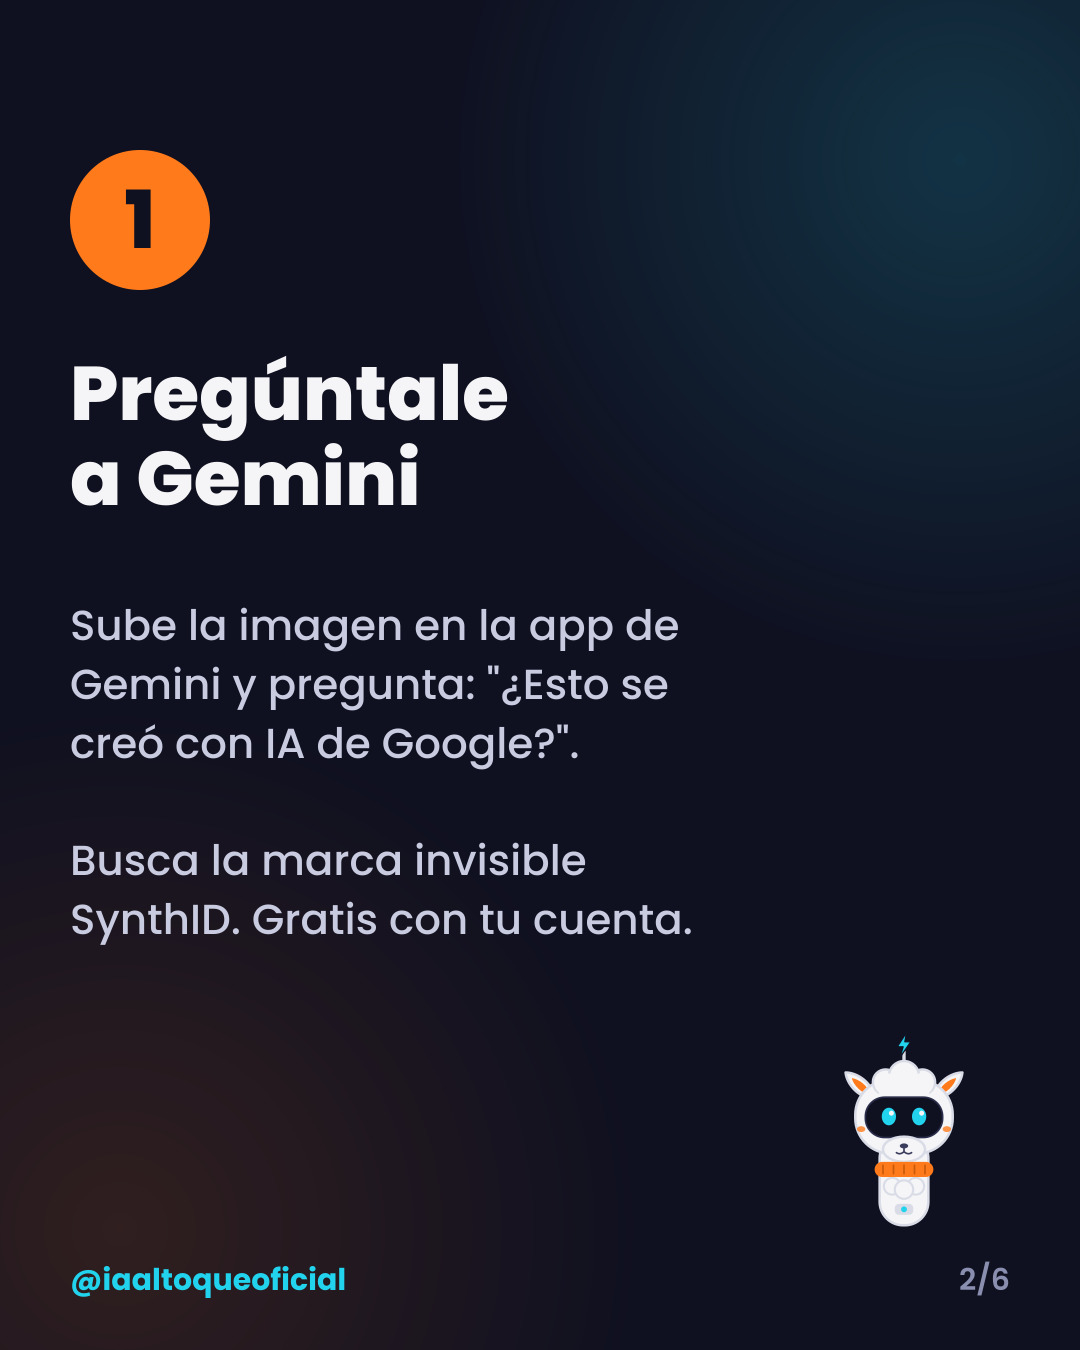 1
Pregúntale
a Gemini
Sube la imagen en la app de
Gemini y pregunta: "¿Esto se
creó con IA de Google?".
Busca la marca invisible
SynthID. Gratis con tu cuenta.
@iaaltoqueoficial
2/6